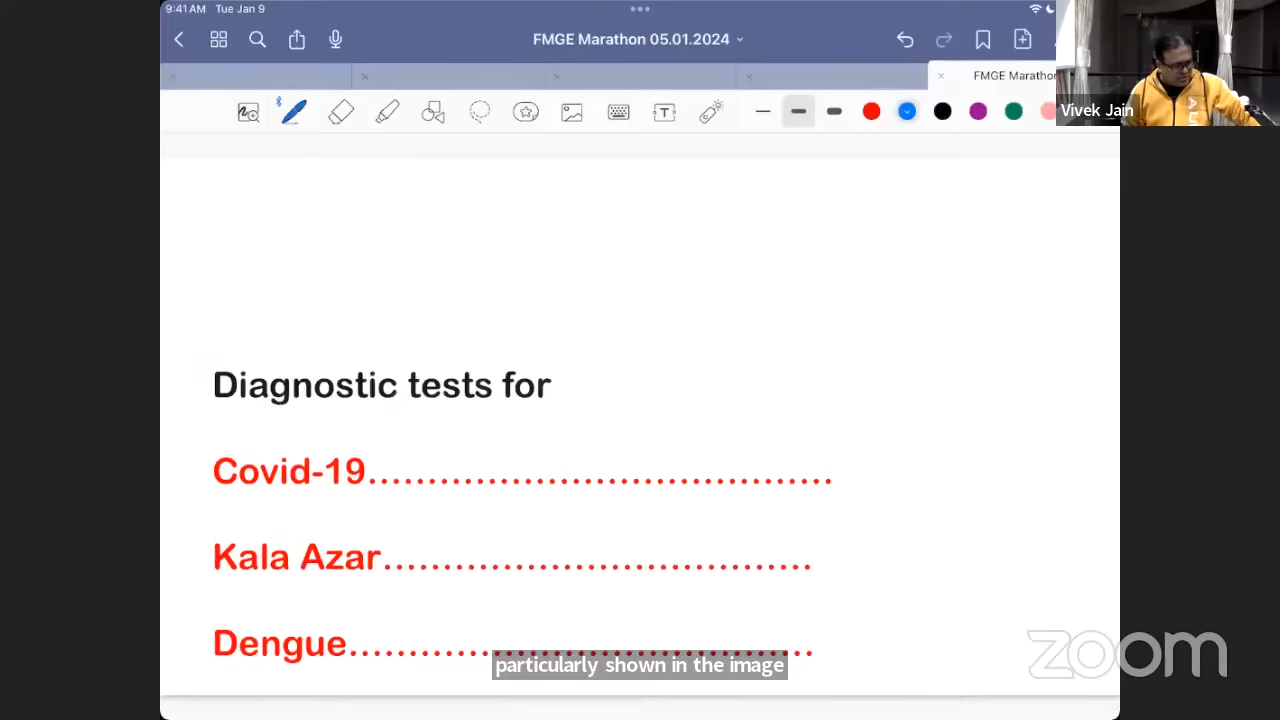 9:41 AM Tue Jan 9
FMGE Marathon 05.01.2024
FMGE Marathon
T
Vivek Jain
Diagnostic tests for
Covid-19................................
Kala Azar..............................
Dengue................................
particularly shown in the image
zoom